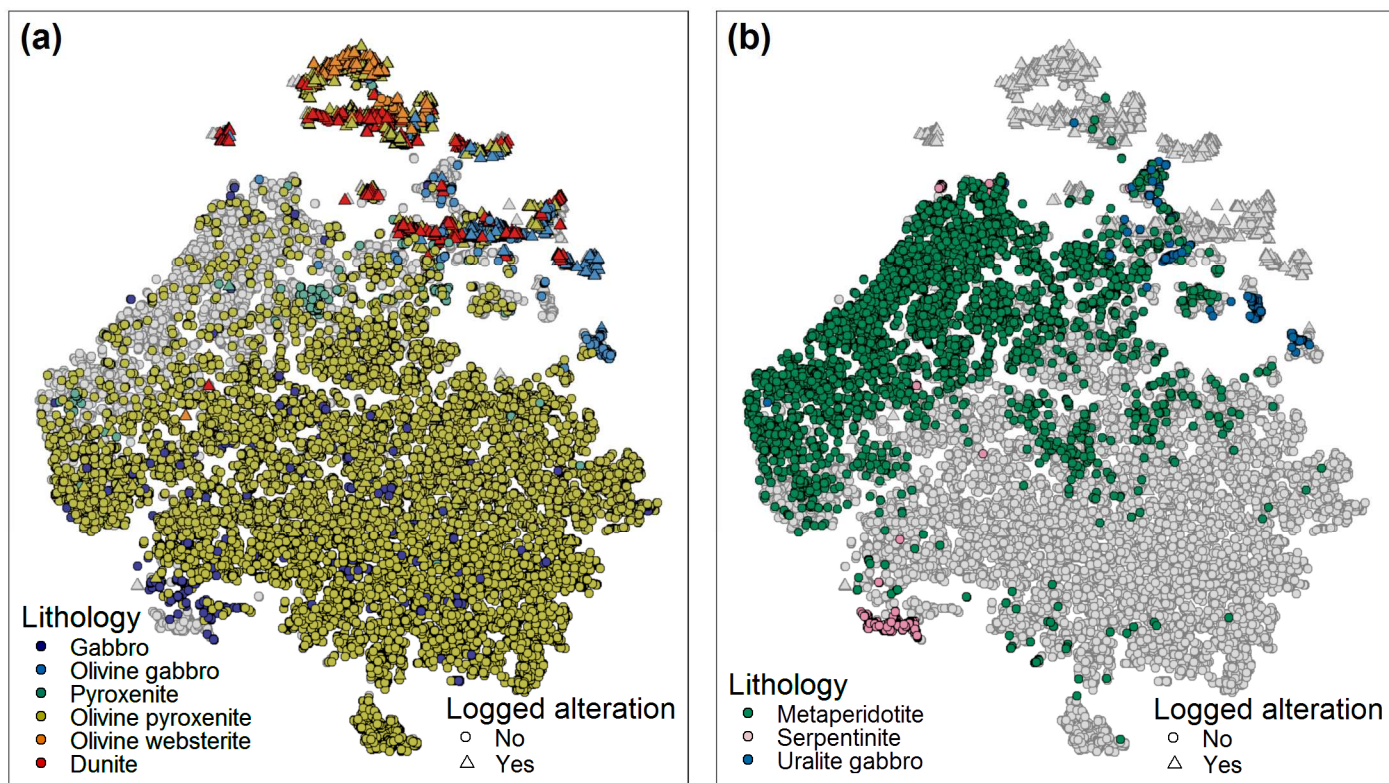 (a)
Lithology
Gabbro
Olivine gabbro
Pyroxenite
Olivine pyroxenite
Olivine websterite
Dunite
Logged alteration
No
Yes
(b)
Lithology
Metaperidotite
Serpentinite
Uralite gabbro
Logged alteration
No
Yes